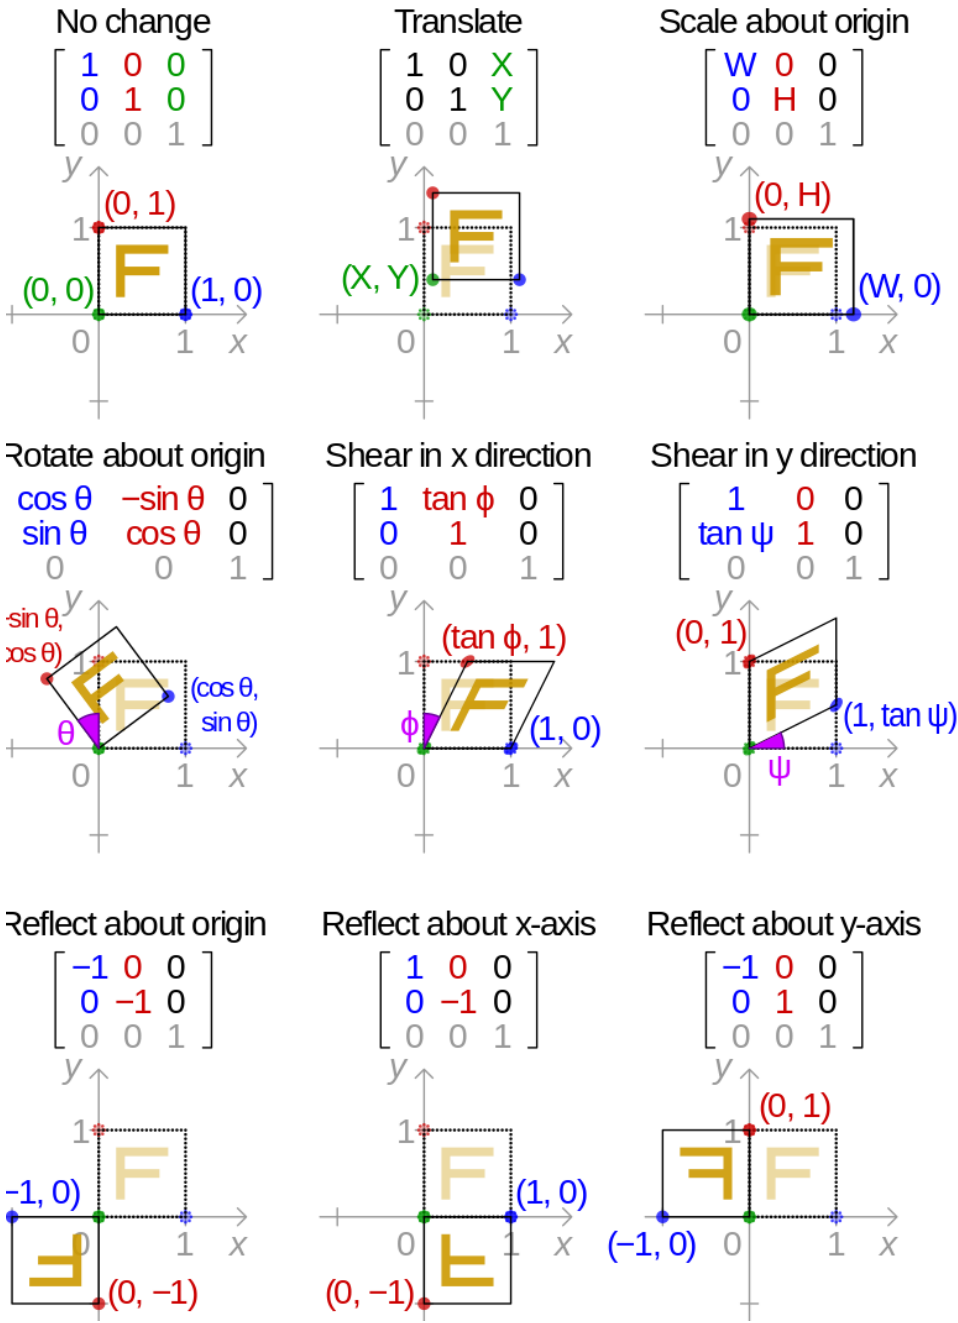 No change
1 0 0
0 1 0
0 0 1
y
(0, 1)
1
F
(0, 0)
(1, 0)
0
1
x
Translate
1 0 X
0 1 Y
0 0 1
y
1
F
F
(X, Y)
0
1
x
Scale about origin
W 0 0
0 H 0
0 0 1
y
(0, H)
1
F
F
(W, 0)
0
1
x
Rotate about origin
cos θ −sin θ 0
sin θ cos θ 0
0 0 1
y
-sin θ,
cos θ)
1
F
F
(cos θ,
sin θ)
θ
0
1
x
Shear in x direction
1 tan ϕ 0
0 1 0
0 0 1
y
(tan ϕ, 1)
1
F
F
ϕ
(1, 0)
0
1
x
Shear in y direction
1 0 0
tan ψ 1 0
0 0 1
y
(0, 1)
1
F
F
(1, tan ψ)
0
ψ
1
x
Reflect about origin
−1 0 0
0 −1 0
0 0 1
y
1
F
−1, 0)
0
1
x
F
(0, −1)
Reflect about x-axis
1 0 0
0 −1 0
0 0 1
y
1
F
(1, 0)
0
1
x
F
(0, −1)
Reflect about y-axis
−1 0 0
0 1 0
0 0 1
y
(0, 1)
1
F
F
(−1, 0)
0
1
x